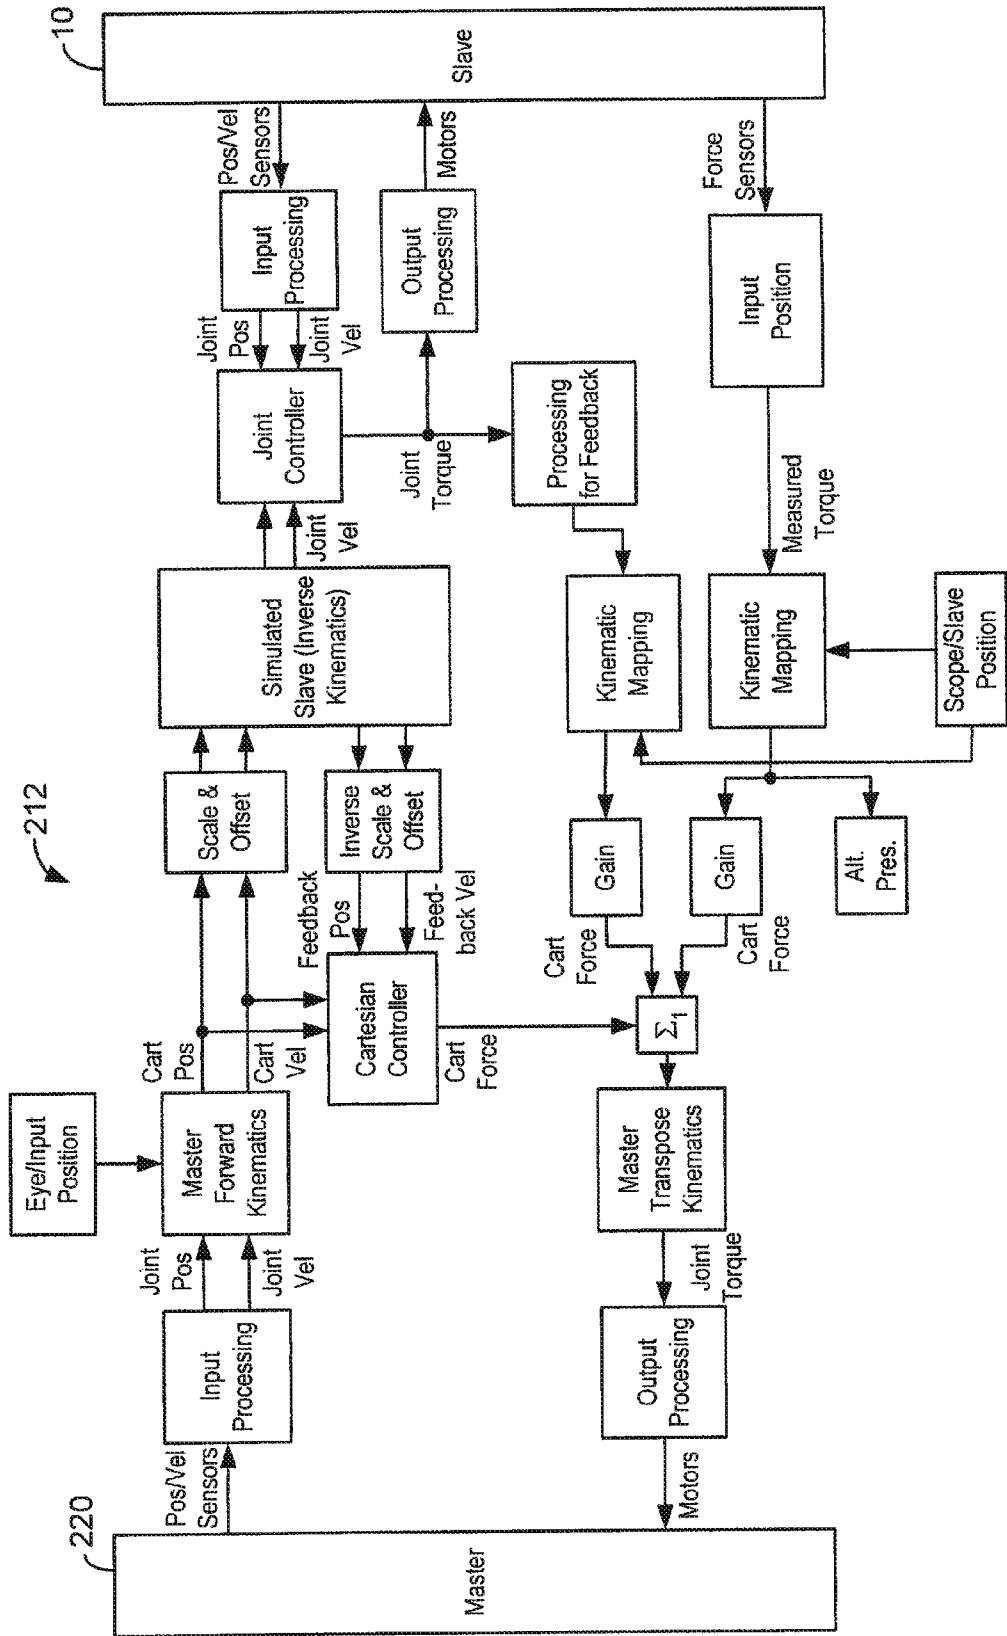 212
220
10
Master
Pos/Vel
Sensors
Input
Processing
Joint
Pos
Joint
Vel
Eye/Input
Position
Master
Forward
Kinematics
Cart
Pos
Cart
Vel
Scale &
Offset
Cartesian
Controller
Feedback
Pos
Feed-
back Vel
Inverse
Scale &
Offset
Simulated
Slave (Inverse
Kinematics)
Joint
Vel
Joint
Controller
Joint
Pos
Joint
Vel
Input
Processing
Pos/Vel
Sensors
Slave
Joint
Torque
Output
Processing
Motors
Processing
for Feedback
Kinematic
Mapping
Gain
Cart
Force
Cart
Force
Σf
Force
Sensors
Input
Position
Measured
Torque
Kinematic
Mapping
Scope/Slave
Position
Gain
Cart
Force
Alt.
Pres.
Master
Transpose
Kinematics
Joint
Torque
Output
Processing
Motors